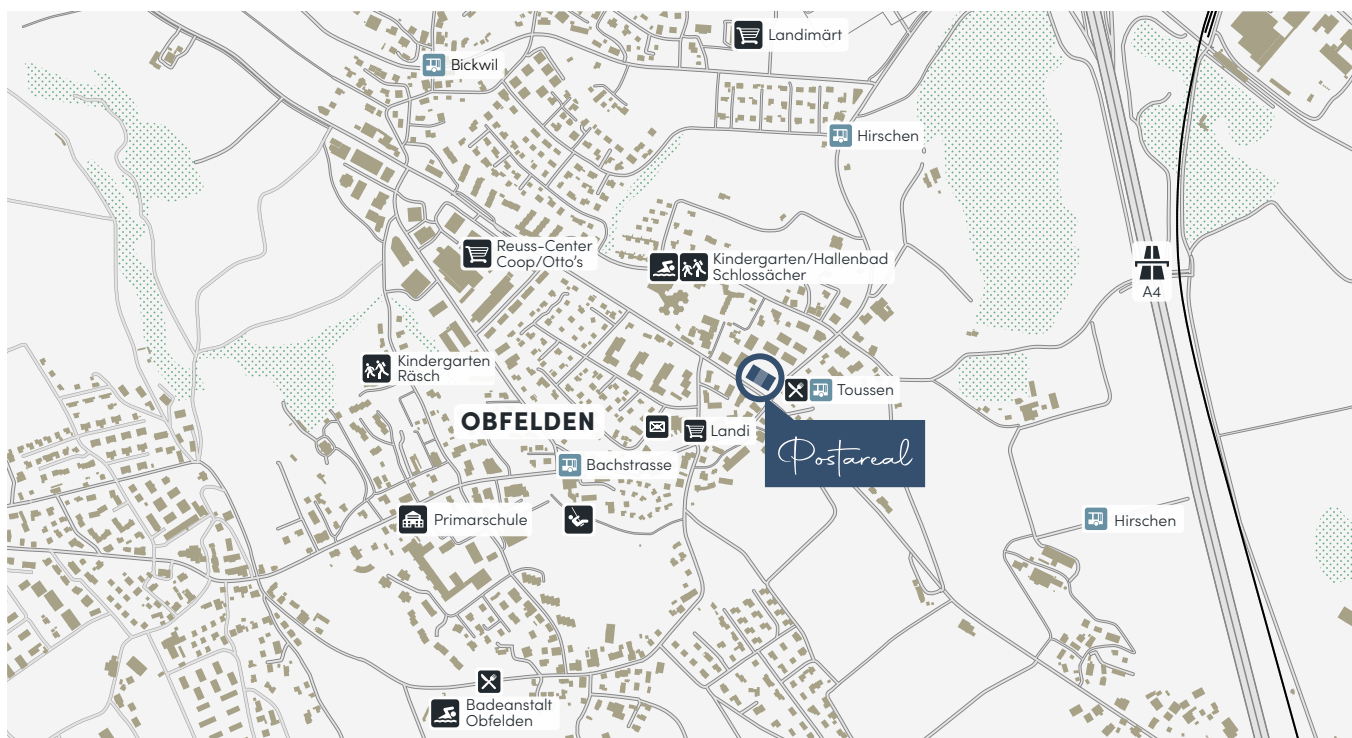 Landimärt
Bickwil
Hirschen
Reuss-Center
Coop/Otto's
Kindergarten/Hallenbad
Schlossächer
A4
Kindergarten
Räsch
Toussen
OBFELDEN
Landi
Postareal
Bachstrasse
Primarschule
Hirschen
Badeanstalt
Obfelden